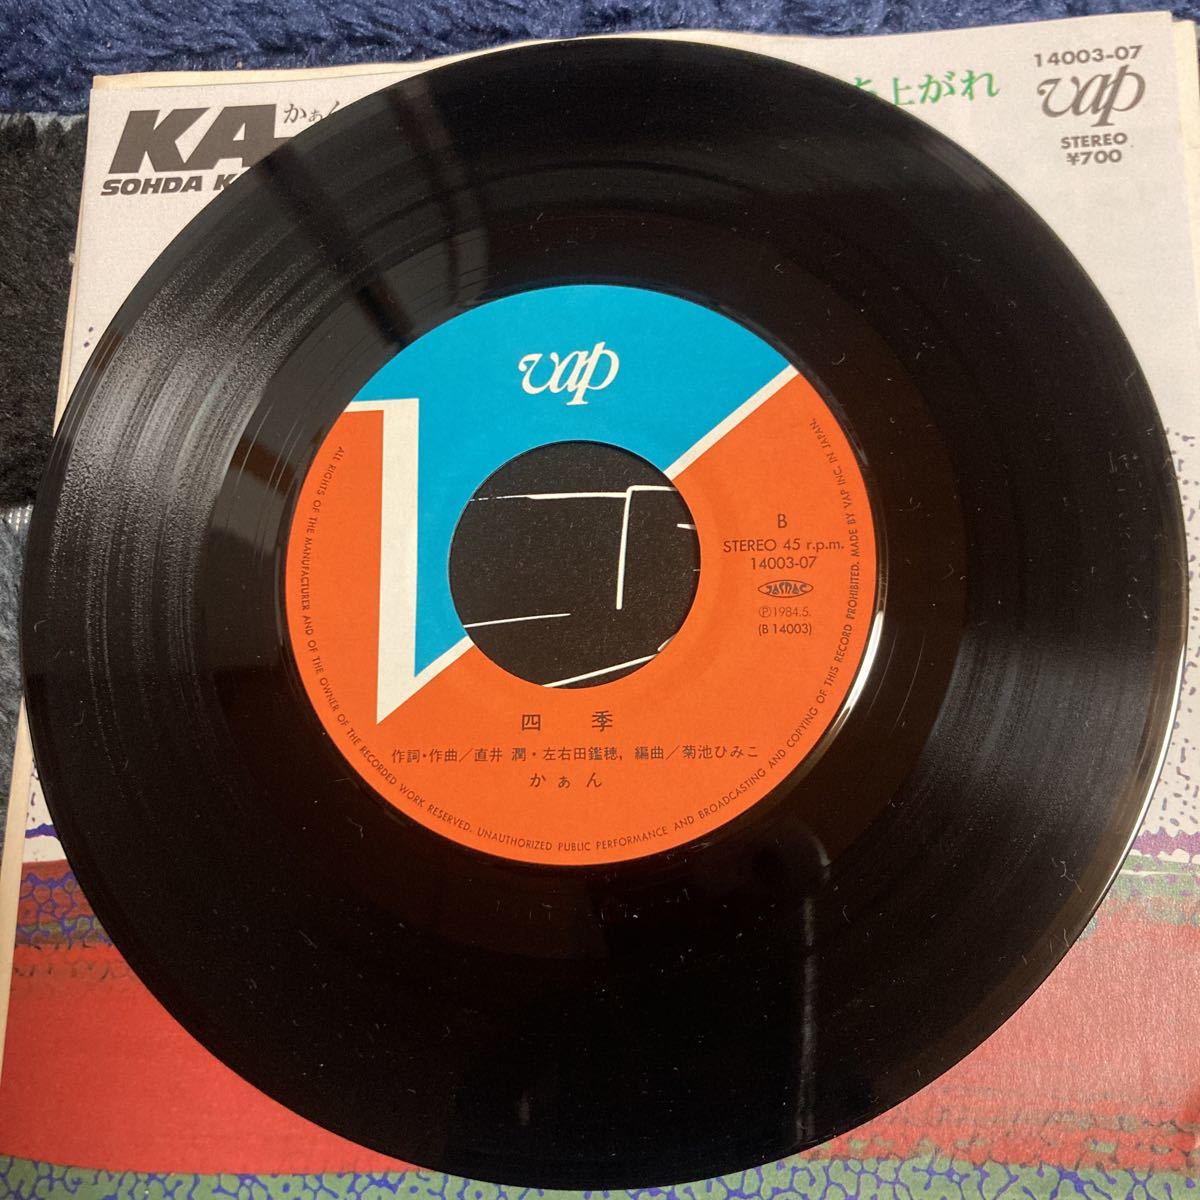 KA
かぁん
SOHDA K
上がれ
14003-07
vap
STEREO
¥700
vap
B
STEREO 45 r.p.m.
14003-07
JASRAC
Ⓟ1984.5.
(B 14003)
四季
作詞・作曲／直井 潤・左右田鑑穂, 編曲／菊池ひみこ
かぁん
ALL RIGHTS OF THE MANUFACTURER AND OF THE OWNER OF THE RECORDED WORK RESERVED. UNAUTHORIZED PUBLIC PERFORMANCE AND BROADCASTING AND COPYING OF THIS RECORD PROHIBITED. MADE BY VAP INC. IN JAPAN.